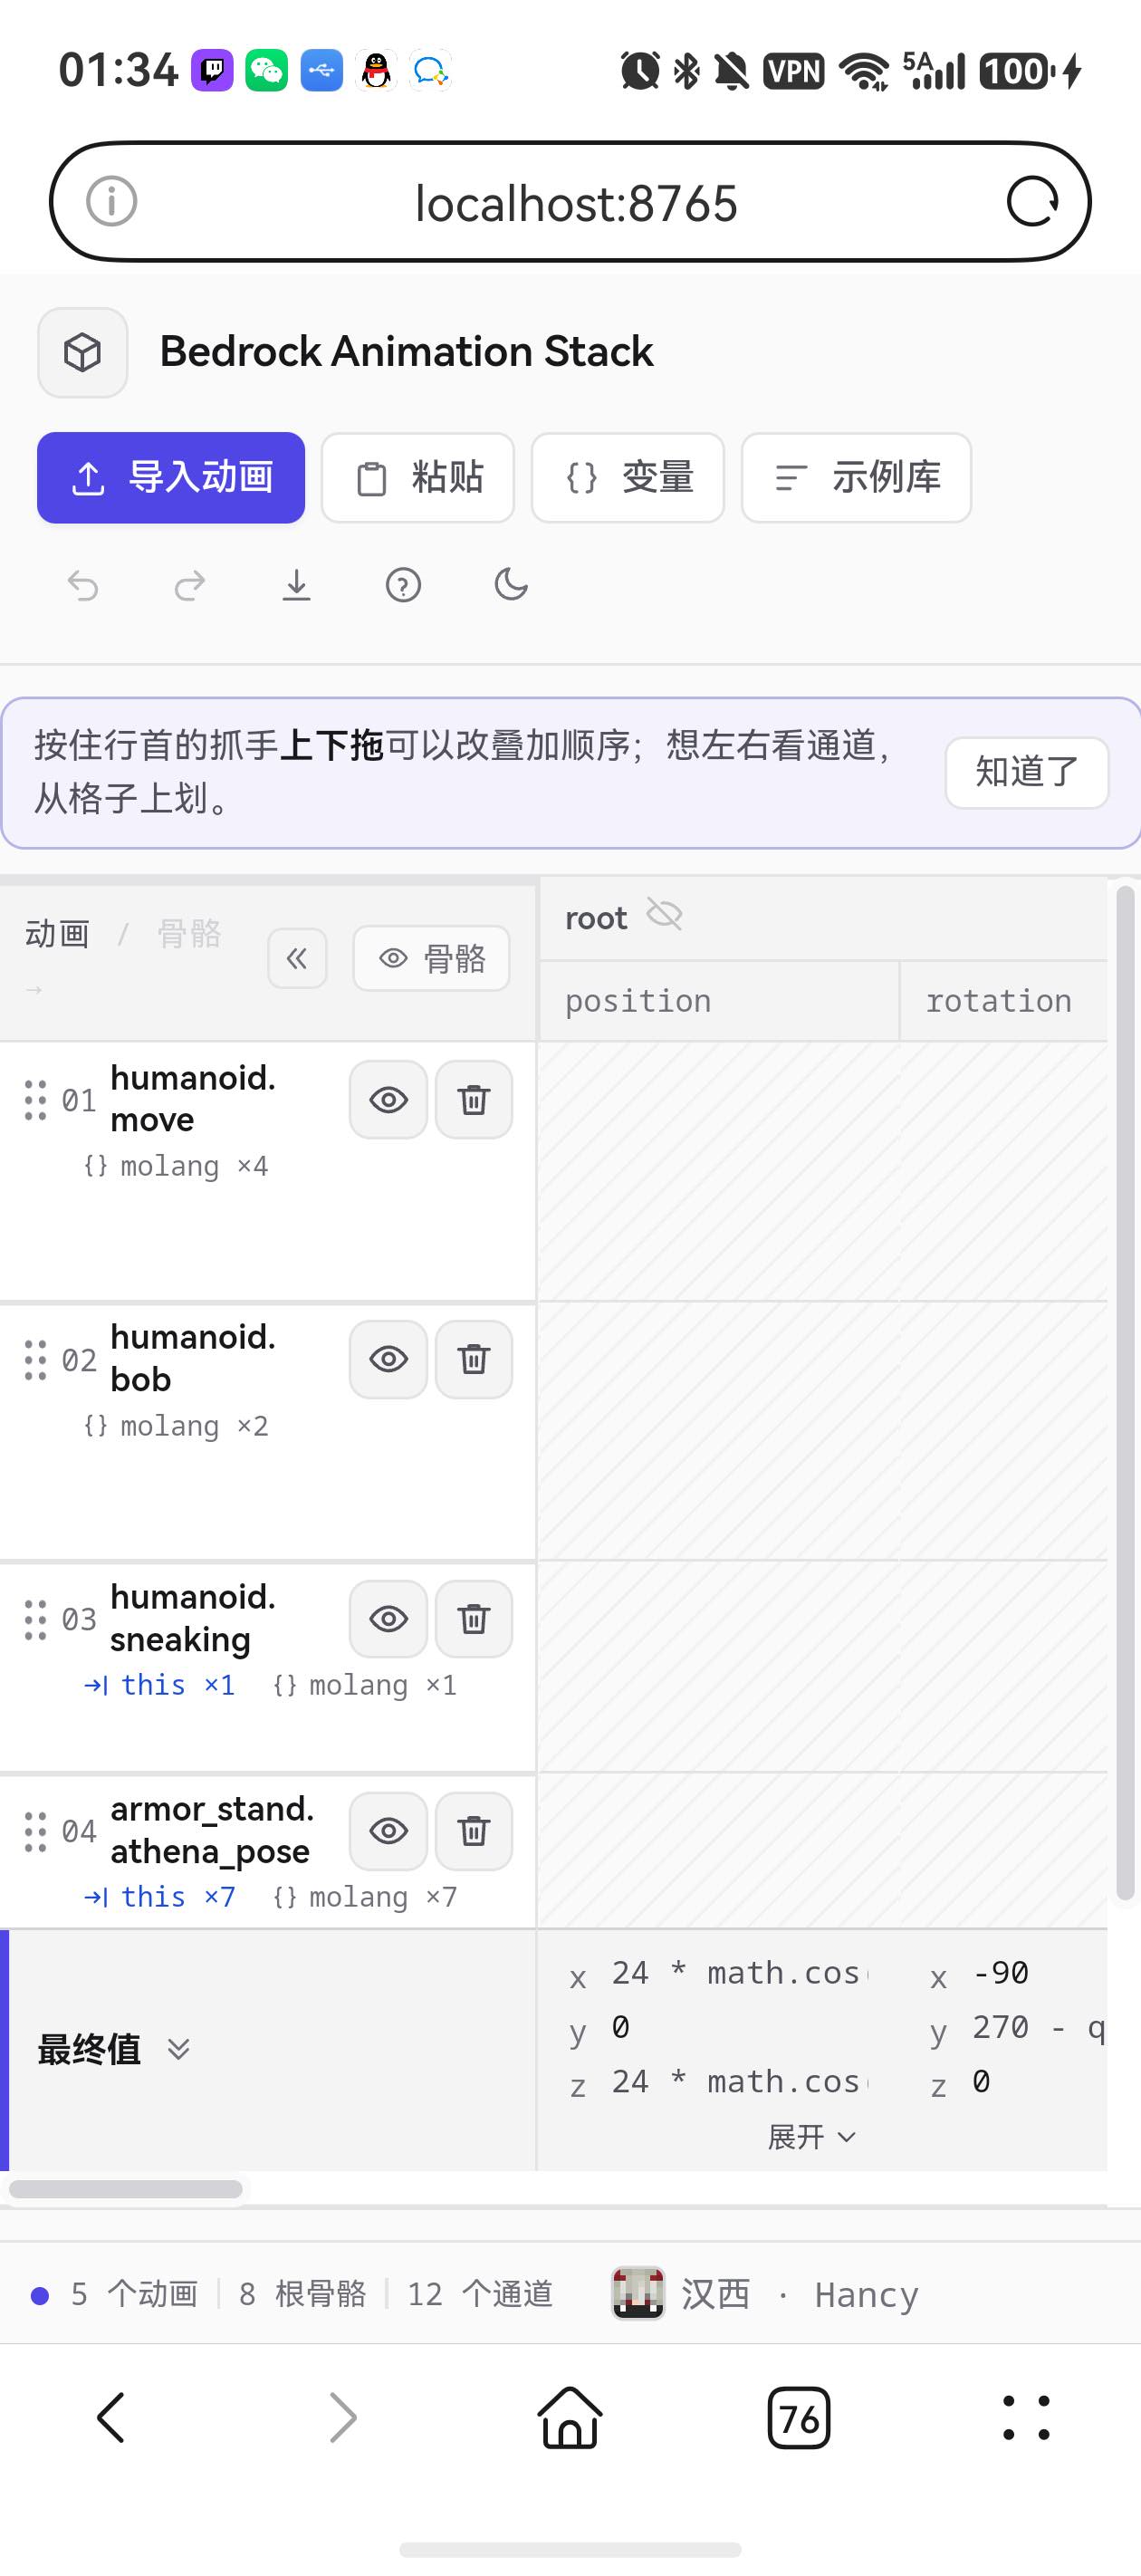 01:34
VPN
5A
100
localhost:8765
Bedrock Animation Stack
导入动画
粘贴
{} 变量
示例库
按住行首的抓手上下拖可以改叠加顺序；想左右看通道，
从格子上划。
知道了
动画 / 骨骼
→
骨骼
root
position
rotation
01
humanoid.
move
{} molang ×4
02
humanoid.
bob
{} molang ×2
03
humanoid.
sneaking
this ×1 {} molang ×1
04
armor_stand.
athena_pose
this ×7 {} molang ×7
最终值
x 24 * math.cos
y 0
z 24 * math.cos
展开
x -90
y 270 - q
z 0
5 个动画
8 根骨骼
12 个通道
汉西 · Hancy
76